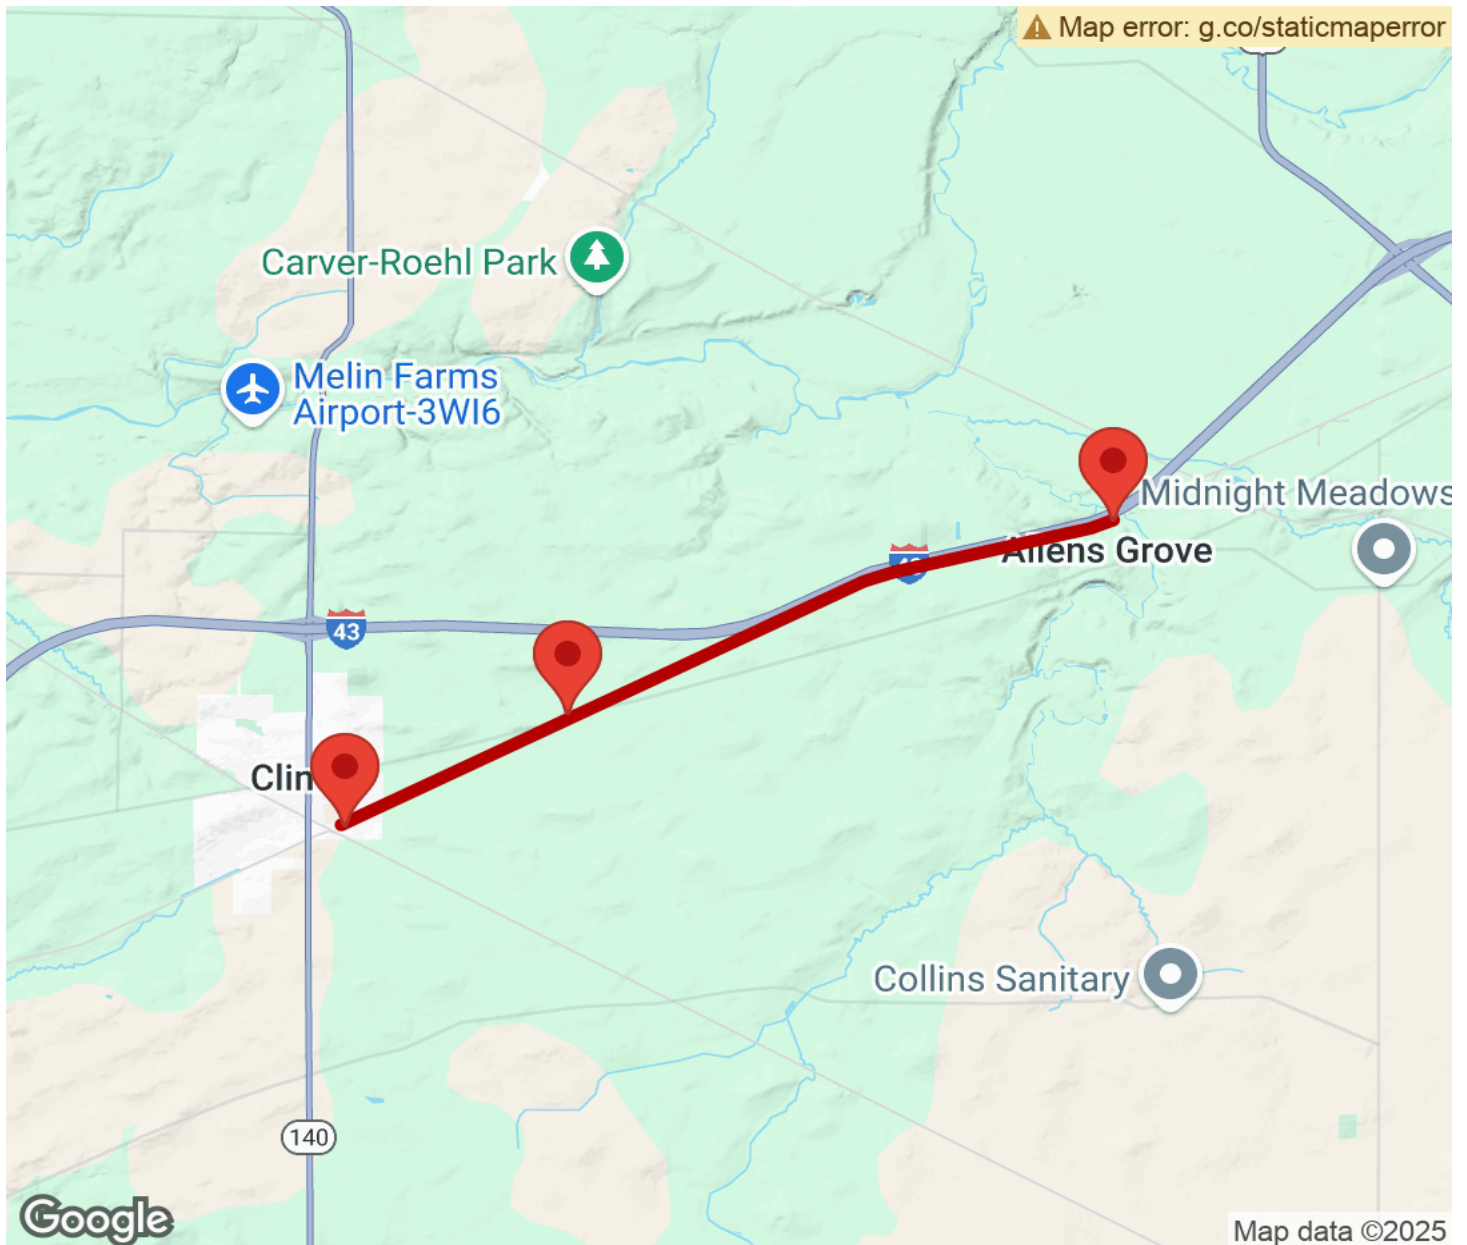 Map error: g.co/staticmaperror
Carver-Roehl Park
Melin Farms
Airport-3WI6
Midnight Meadows
Allens Grove
43
Clin
Collins Sanitary
140
Google
Map data ©2025